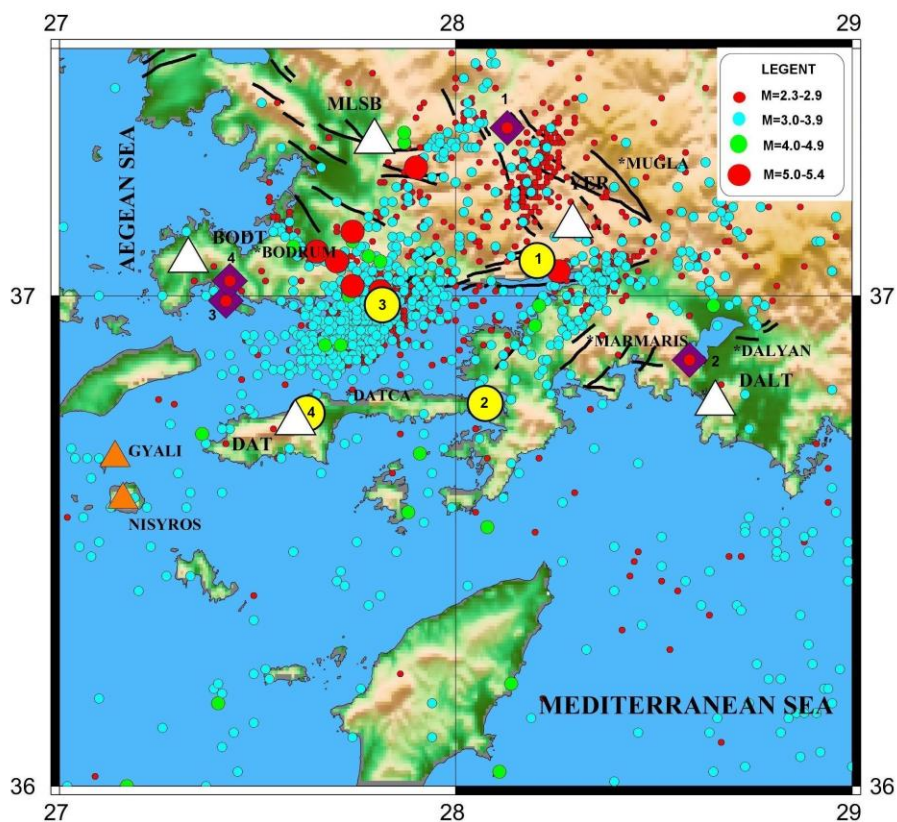 27
28
29
LEGENT
M=2.3-2.9
M=3.0-3.9
M=4.0-4.9
M=5.0-5.4
MLSB
1
*MUGLA
YER
AEGEAN SEA
BODT
*BODRUM
4
1
37
37
3
3
*MARMARIS
*DALYAN
2
DALT
DATCA
2
4
DAT
GYALI
NISYROS
MEDITERRANEAN SEA
36
36
27
28
29